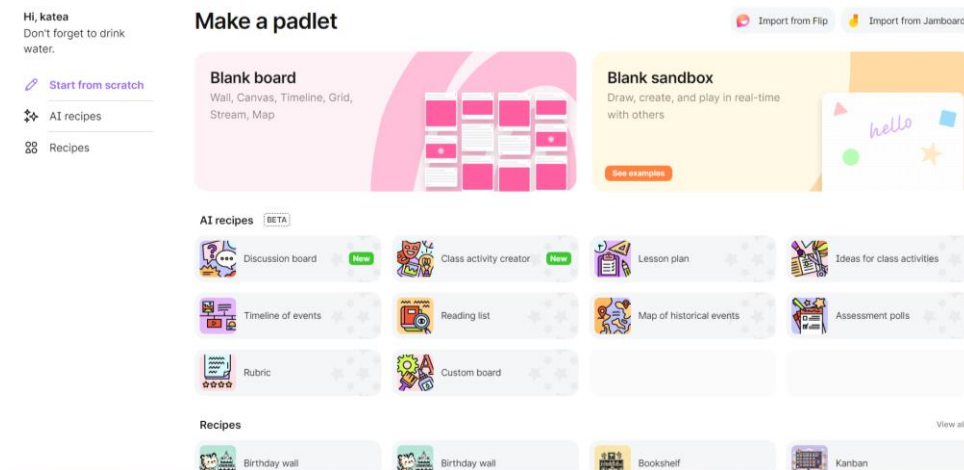 Hi, katea
Don't forget to drink
water.
Start from scratch
AI recipes
Recipes
Make a padlet
Import from Flip
Import from Jamboard
Blank board
Wall, Canvas, Timeline, Grid,
Stream, Map
Blank sandbox
Draw, create, and play in real-time
with others
See examples
hello
AI recipes BETA
Discussion board New
Class activity creator New
Lesson plan
Ideas for class activities
Timeline of events
Reading list
Map of historical events
Assessment polls
Rubric
Custom board
Recipes
View all
Birthday wall
Birthday wall
Bookshelf
Kanban